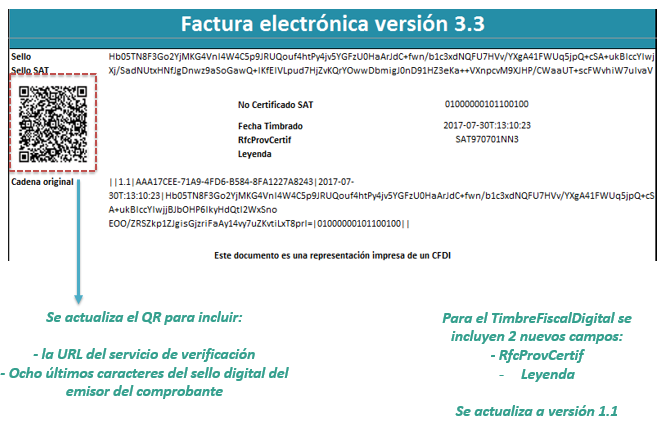 Factura electrónica versión 3.3
Sello Hb05TN8F3Go2YjMKG4VnI4W4C5p9JRUQouf4htPy4jv5YGFzU0HaArJdC+fwn/b1c3xdNQFU7HVv/YXgA41FWUq5jpQ+cSA+ukBIccYIwj
Sello SAT Xj/SadNUtxHNfJgDnwz9aSoGawQ+IKfEIVLpud7HjZvKQrYOwwDbmigJ0nD91HZ3eKa++VXnpcvM9XJHP/CWaaUT+scFWvhiW7uIvaV
No Certificado SAT 01000000101100100
Fecha Timbrado 2017-07-30T:13:10:23
RfcProvCertif SAT970701NN3
Leyenda
Cadena original ||1.1|AAA17CEE-71A9-4FD6-B584-8FA1227A8243|2017-07-
30T:13:10:23|Hb05TN8F3Go2YjMKG4VnI4W4C5p9JRUQouf4htPy4jv5YGFzU0HaArJdC+fwn/b1c3xdNQFU7HVv/YXgA41FWUq5jpQ+cS
A+ukBIccYIwjjBJbOHP6IkyHdQtI2WxSno
EOO/ZRSZkp1ZJgisGjzriFaAy14vy7uZKvtiLxT8prI=|01000000101100100||
Este documento es una representación impresa de un CFDI
Se actualiza el QR para incluir:
- la URL del servicio de verificación
- Ocho últimos caracteres del sello digital del
emisor del comprobante
Para el TimbreFiscalDigital se
incluyen 2 nuevos campos:
- RfcProvCertif
- Leyenda
Se actualiza a versión 1.1